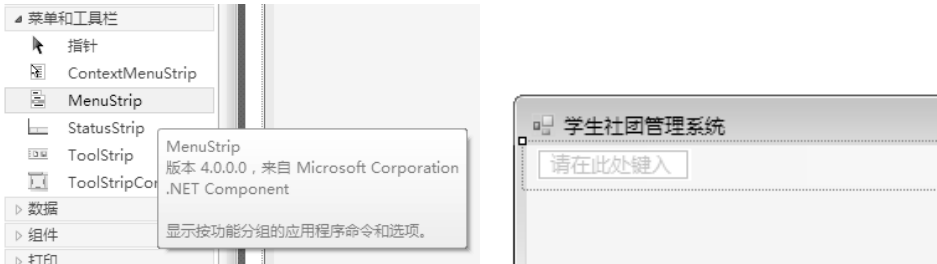 菜单和工具栏
指针
ContextMenuStrip
MenuStrip
StatusStrip
ToolStrip
ToolStripCor
数据
组件
打印
MenuStrip
版本 4.0.0.0，来自 Microsoft Corporation
.NET Component
显示按功能分组的应用程序命令和选项。
学生社团管理系统
请在此处键入